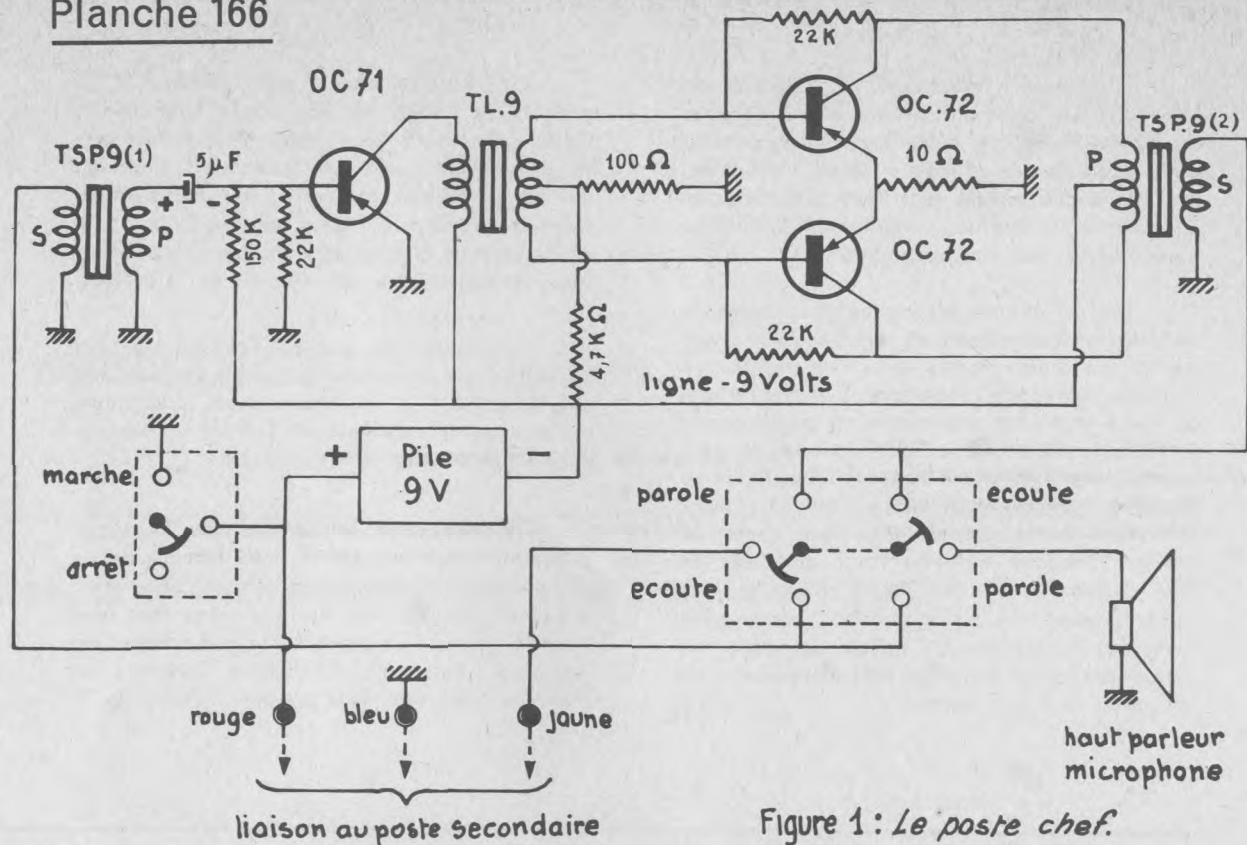 Planche 166
22K
OC 71
TL.9
OC.72
TSP.9(2)
TSP.9(1)
5µF
100 Ω
10 Ω
P
S
+
-
S
P
150 K
22K
OC 72
4,7 K Ω
22 K
ligne - 9 volts
+
Pile
9 V
-
marche
arrêt
parole
ecoute
ecoute
parole
rouge
bleu
jaune
haut parleur
microphone
liaison au poste secondaire
Figure 1 : Le poste chef.